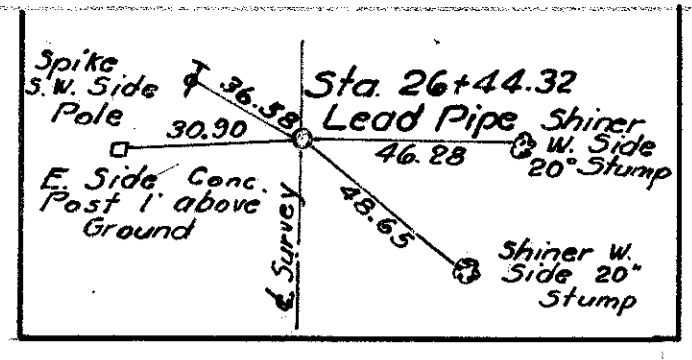 Spike
S.W. Side
Pole
36.58
Sta. 26+44.32
Lead Pipe
30.90
46.28
Shiner
W. Side
20" Stump
E. Side Conc.
Post 1' above
Ground
℄ Survey
48.65
Shiner W.
Side 20"
Stump